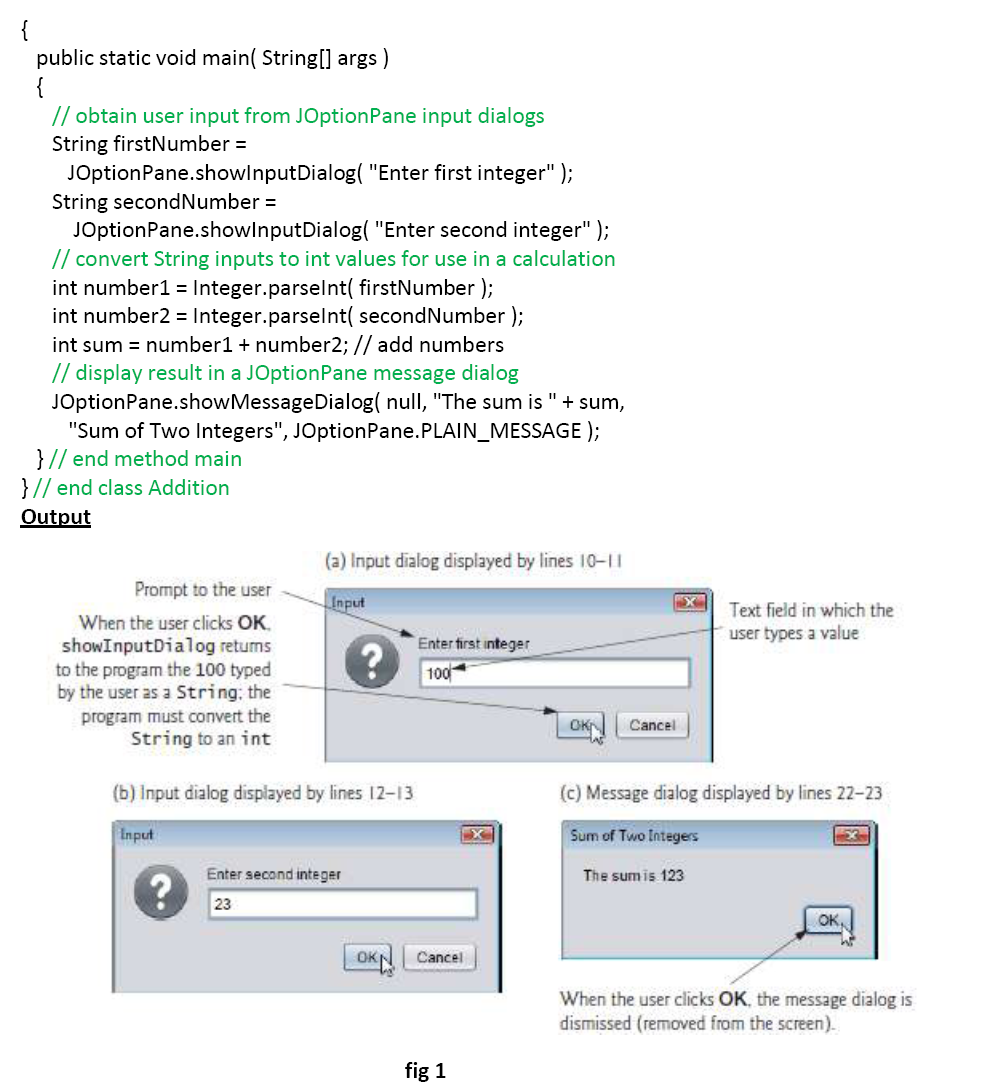 {
public static void main( String[] args )
{
// obtain user input from JOptionPane input dialogs
String firstNumber =
JOptionPane.showInputDialog( "Enter first integer" );
String secondNumber =
JOptionPane.showInputDialog( "Enter second integer" );
// convert String inputs to int values for use in a calculation
int number1 = Integer.parseInt( firstNumber );
int number2 = Integer.parseInt( secondNumber );
int sum = number1 + number2; // add numbers
// display result in a JOptionPane message dialog
JOptionPane.showMessageDialog( null, "The sum is " + sum,
"Sum of Two Integers", JOptionPane.PLAIN_MESSAGE );
} // end method main
} // end class Addition
Output
(a) Input dialog displayed by lines 10–11
Prompt to the user
When the user clicks OK,
showInputDialog returns
to the program the 100 typed
by the user as a String; the
program must convert the
String to an int
Input
Enter first integer
100
OK
Cancel
Text field in which the
user types a value
(b) Input dialog displayed by lines 12–13
Input
Enter second integer
23
OK
Cancel
(c) Message dialog displayed by lines 22–23
Sum of Two Integers
The sum is 123
OK
When the user clicks OK, the message dialog is
dismissed (removed from the screen).
fig 1